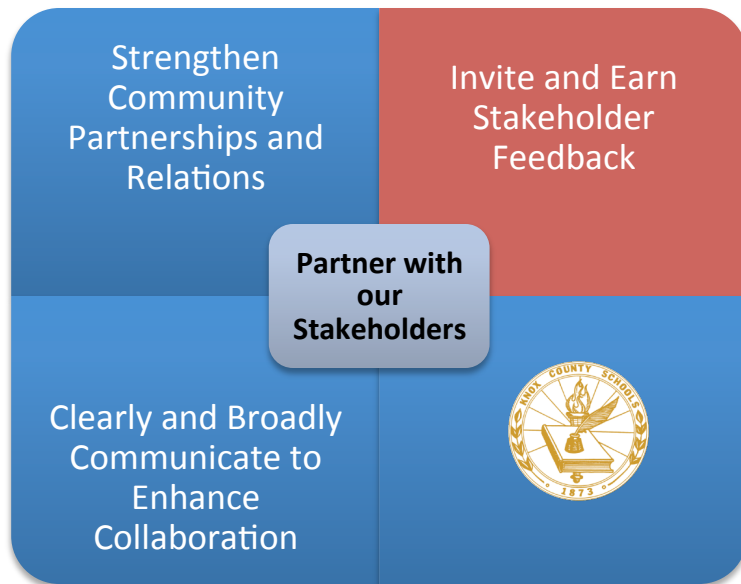 Strengthen
Community
Partnerships and
Relations
Invite and Earn
Stakeholder
Feedback
Partner with
our
Stakeholders
Clearly and Broadly
Communicate to
Enhance
Collaboration
KNOX COUNTY SCHOOLS
1873